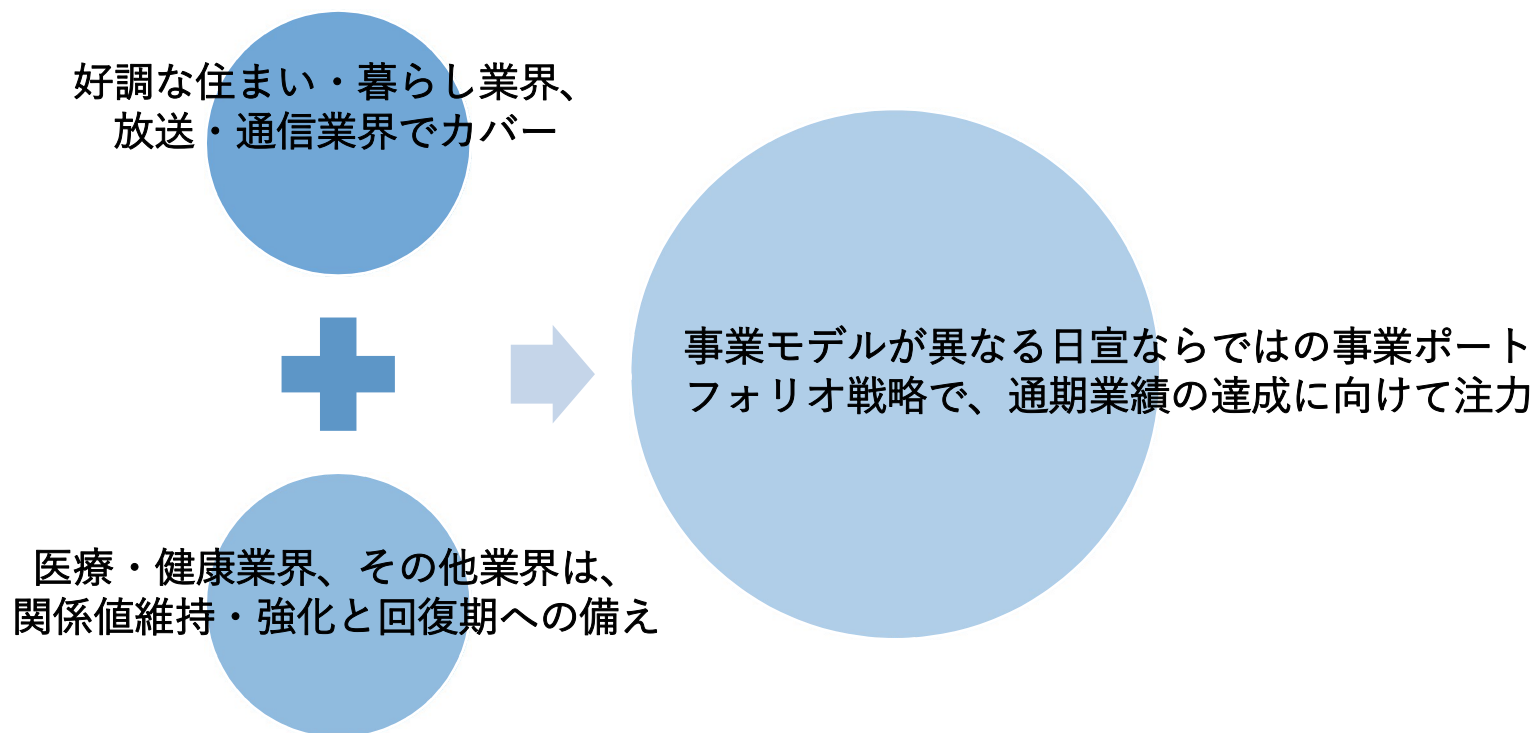 好調な住まい・暮らし業界、
放送・通信業界でカバー
事業モデルが異なる日宣ならではの事業ポート
フォリオ戦略で、通期業績の達成に向けて注力
医療・健康業界、その他業界は、
関係値維持・強化と回復期への備え